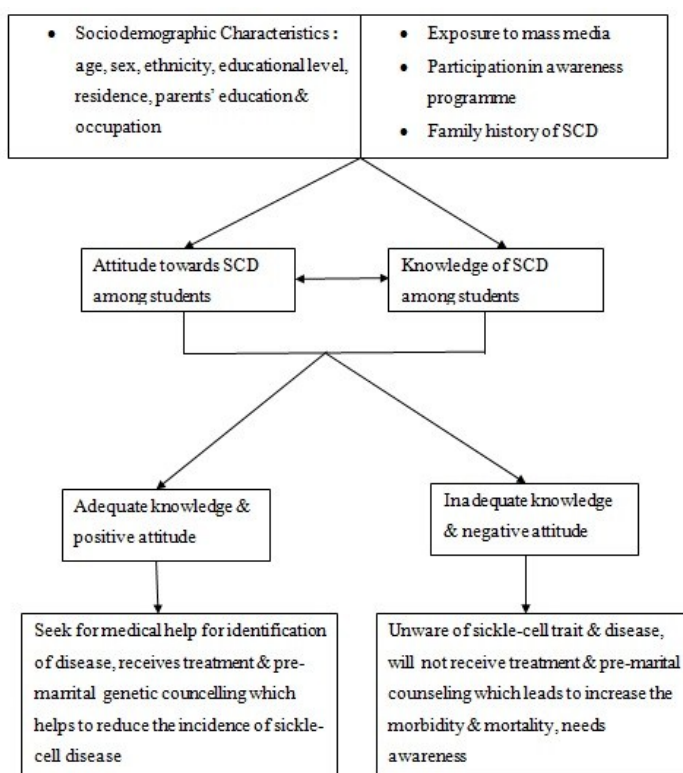 • Sociodemographic Characteristics :
age, sex, ethnicity, educational level,
residence, parents' education &
occupation
• Exposure to mass media
• Participation in awareness
programme
• Family history of SCD
Attitude towards SCD
among students
Knowledge of SCD
among students
Adequate knowledge &
positive attitude
Inadequate knowledge
& negative attitude
Seek for medical help for identification
of disease, receives treatment & pre-
marrital genetic councelling which
helps to reduce the incidence of sickle-
cell disease
Unware of sickle-cell trait & disease,
will not receive treatment & pre-marital
counseling which leads to increase the
morbidity & mortality, needs
awareness